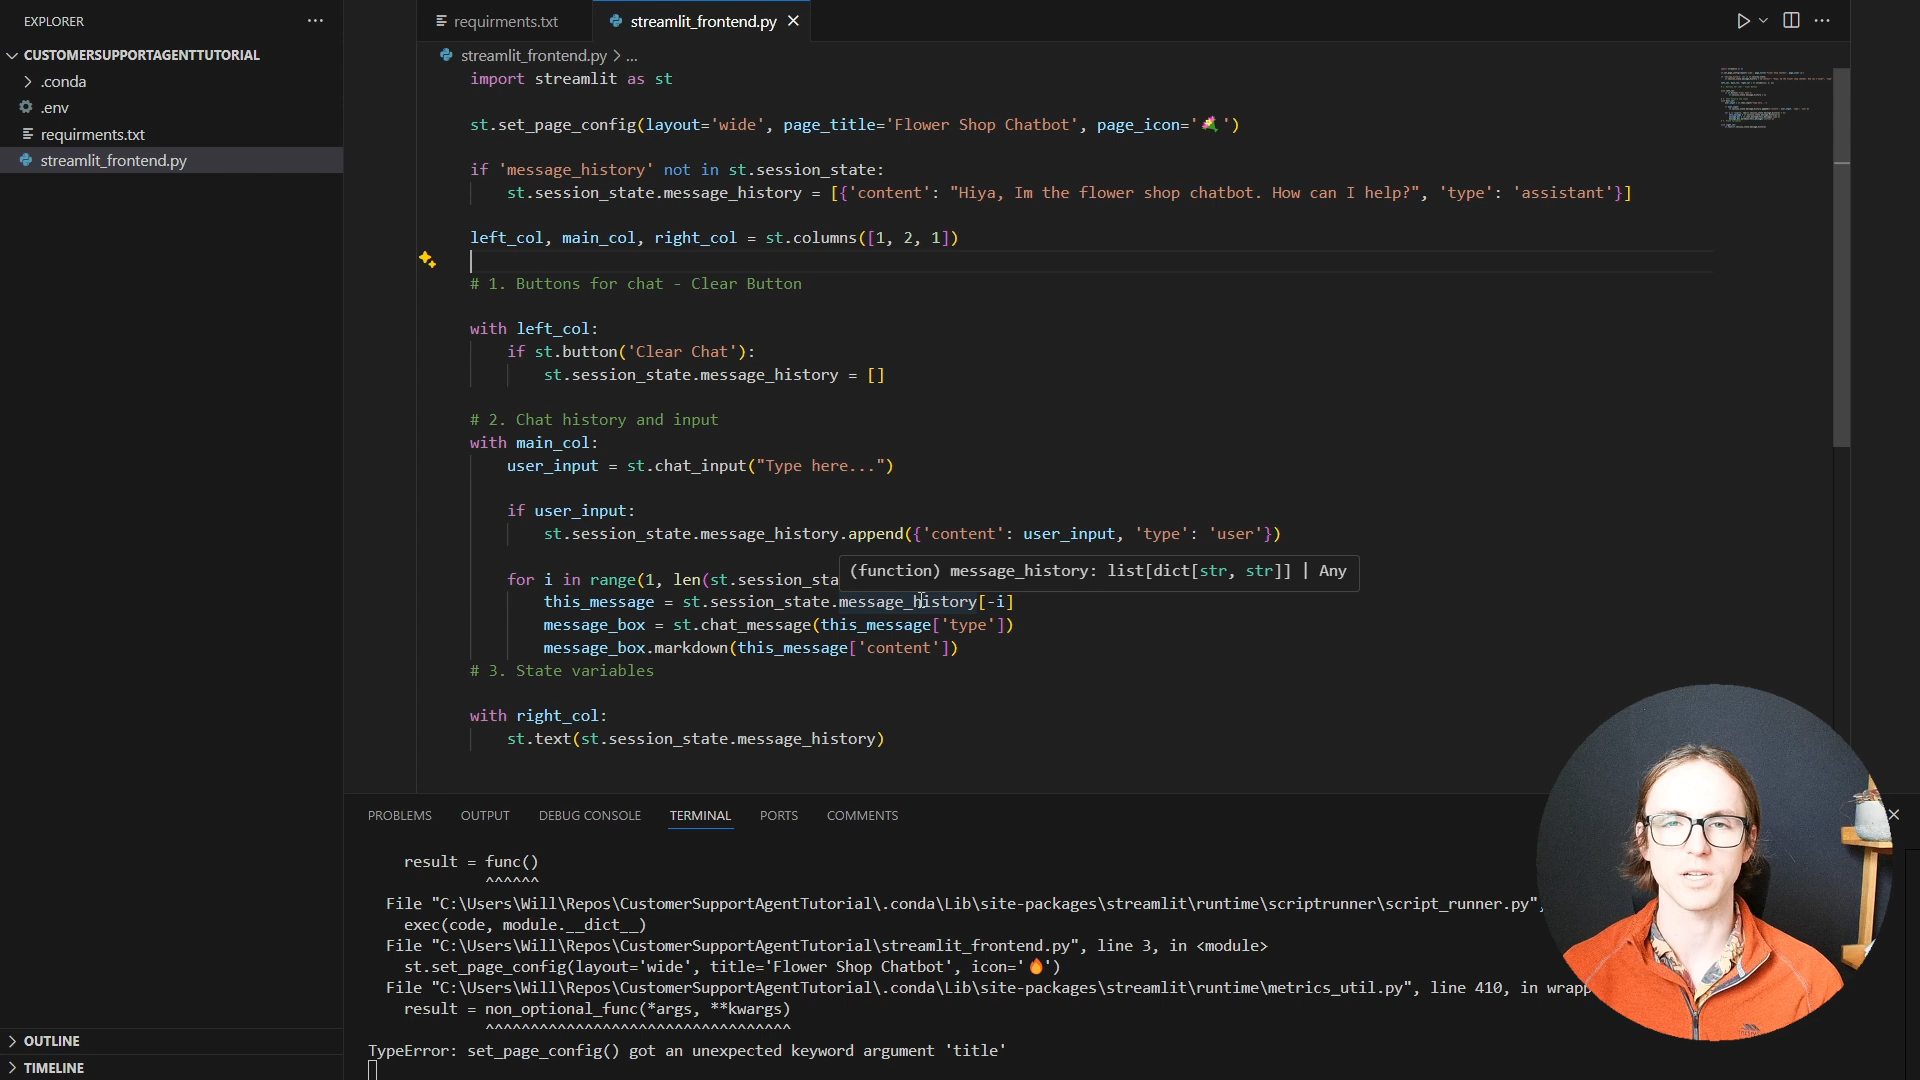 EXPLORER
CUSTOMERSUPPORTAGENTTUTORIAL
.conda
.env
requirments.txt
streamlit_frontend.py
OUTLINE
TIMELINE
requirments.txt
streamlit_frontend.py
streamlit_frontend.py > ...
import streamlit as st
st.set_page_config(layout='wide', page_title='Flower Shop Chatbot', page_icon='💐')
if 'message_history' not in st.session_state:
st.session_state.message_history = [{'content': "Hiya, Im the flower shop chatbot. How can I help?", 'type': 'assistant'}]
left_col, main_col, right_col = st.columns([1, 2, 1])
# 1. Buttons for chat - Clear Button
with left_col:
if st.button('Clear Chat'):
st.session_state.message_history = []
# 2. Chat history and input
with main_col:
user_input = st.chat_input("Type here...")
if user_input:
st.session_state.message_history.append({'content': user_input, 'type': 'user'})
(function) message_history: list[dict[str, str]] | Any
for i in range(1, len(st.session_sta
this_message = st.session_state.message_history[-i]
message_box = st.chat_message(this_message['type'])
message_box.markdown(this_message['content'])
# 3. State variables
with right_col:
st.text(st.session_state.message_history)
PROBLEMS OUTPUT DEBUG CONSOLE TERMINAL PORTS COMMENTS
result = func()
^^^^^^
File "C:\Users\Will\Repos\CustomerSupportAgentTutorial\.conda\Lib\site-packages\streamlit\runtime\scriptrunner\script_runner.py",
exec(code, module.__dict__)
File "C:\Users\Will\Repos\CustomerSupportAgentTutorial\streamlit_frontend.py", line 3, in <module>
st.set_page_config(layout='wide', title='Flower Shop Chatbot', icon='🔥')
File "C:\Users\Will\Repos\CustomerSupportAgentTutorial\.conda\Lib\site-packages\streamlit\runtime\metrics_util.py", line 410, in wrapp
result = non_optional_func(*args, **kwargs)
^^^^^^^^^^^^^^^^^^^^^^^^^^^^^^^^^^
TypeError: set_page_config() got an unexpected keyword argument 'title'